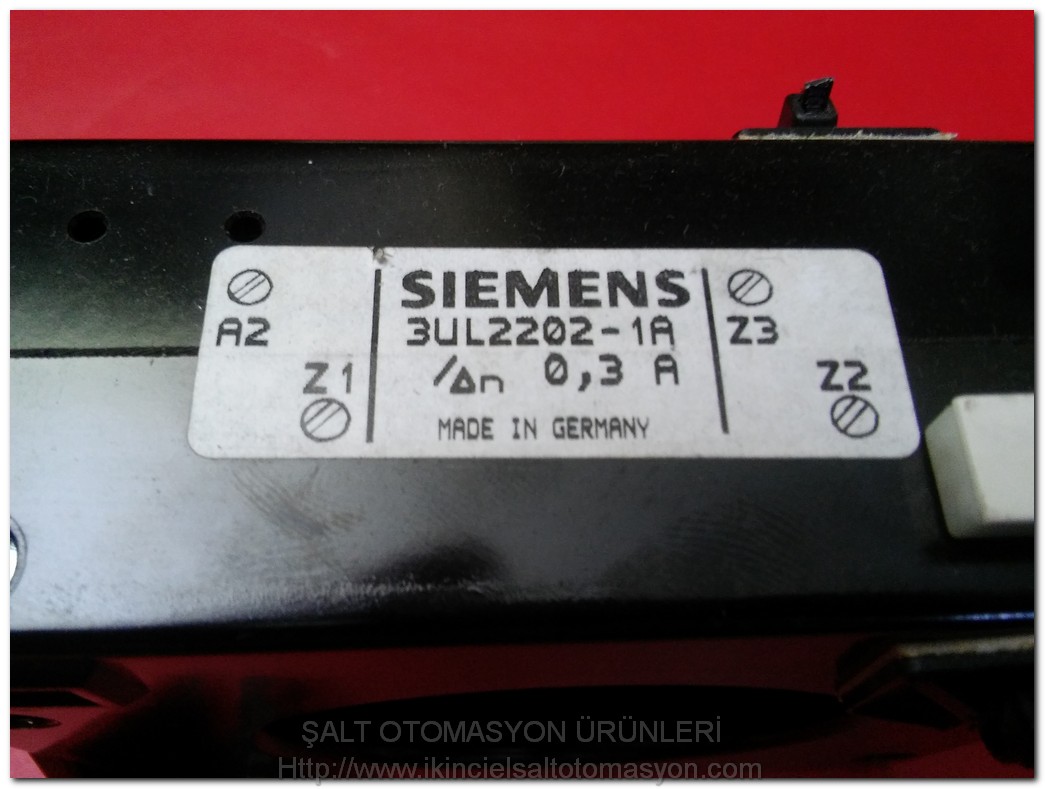 SIEMENS
A2 3UL2202-1A Z3
I△n 0,3 A
Z1 Z2
MADE IN GERMANY
ŞALT OTOMASYON ÜRÜNLERİ
Http://www.ikincielsaltotomasyon.com